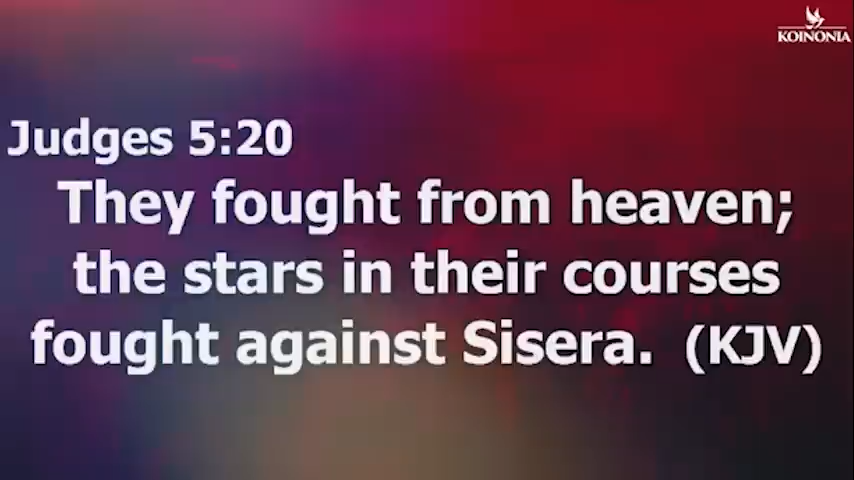 KOINONIA
Judges 5:20
They fought from heaven;
the stars in their courses
fought against Sisera. (KJV)